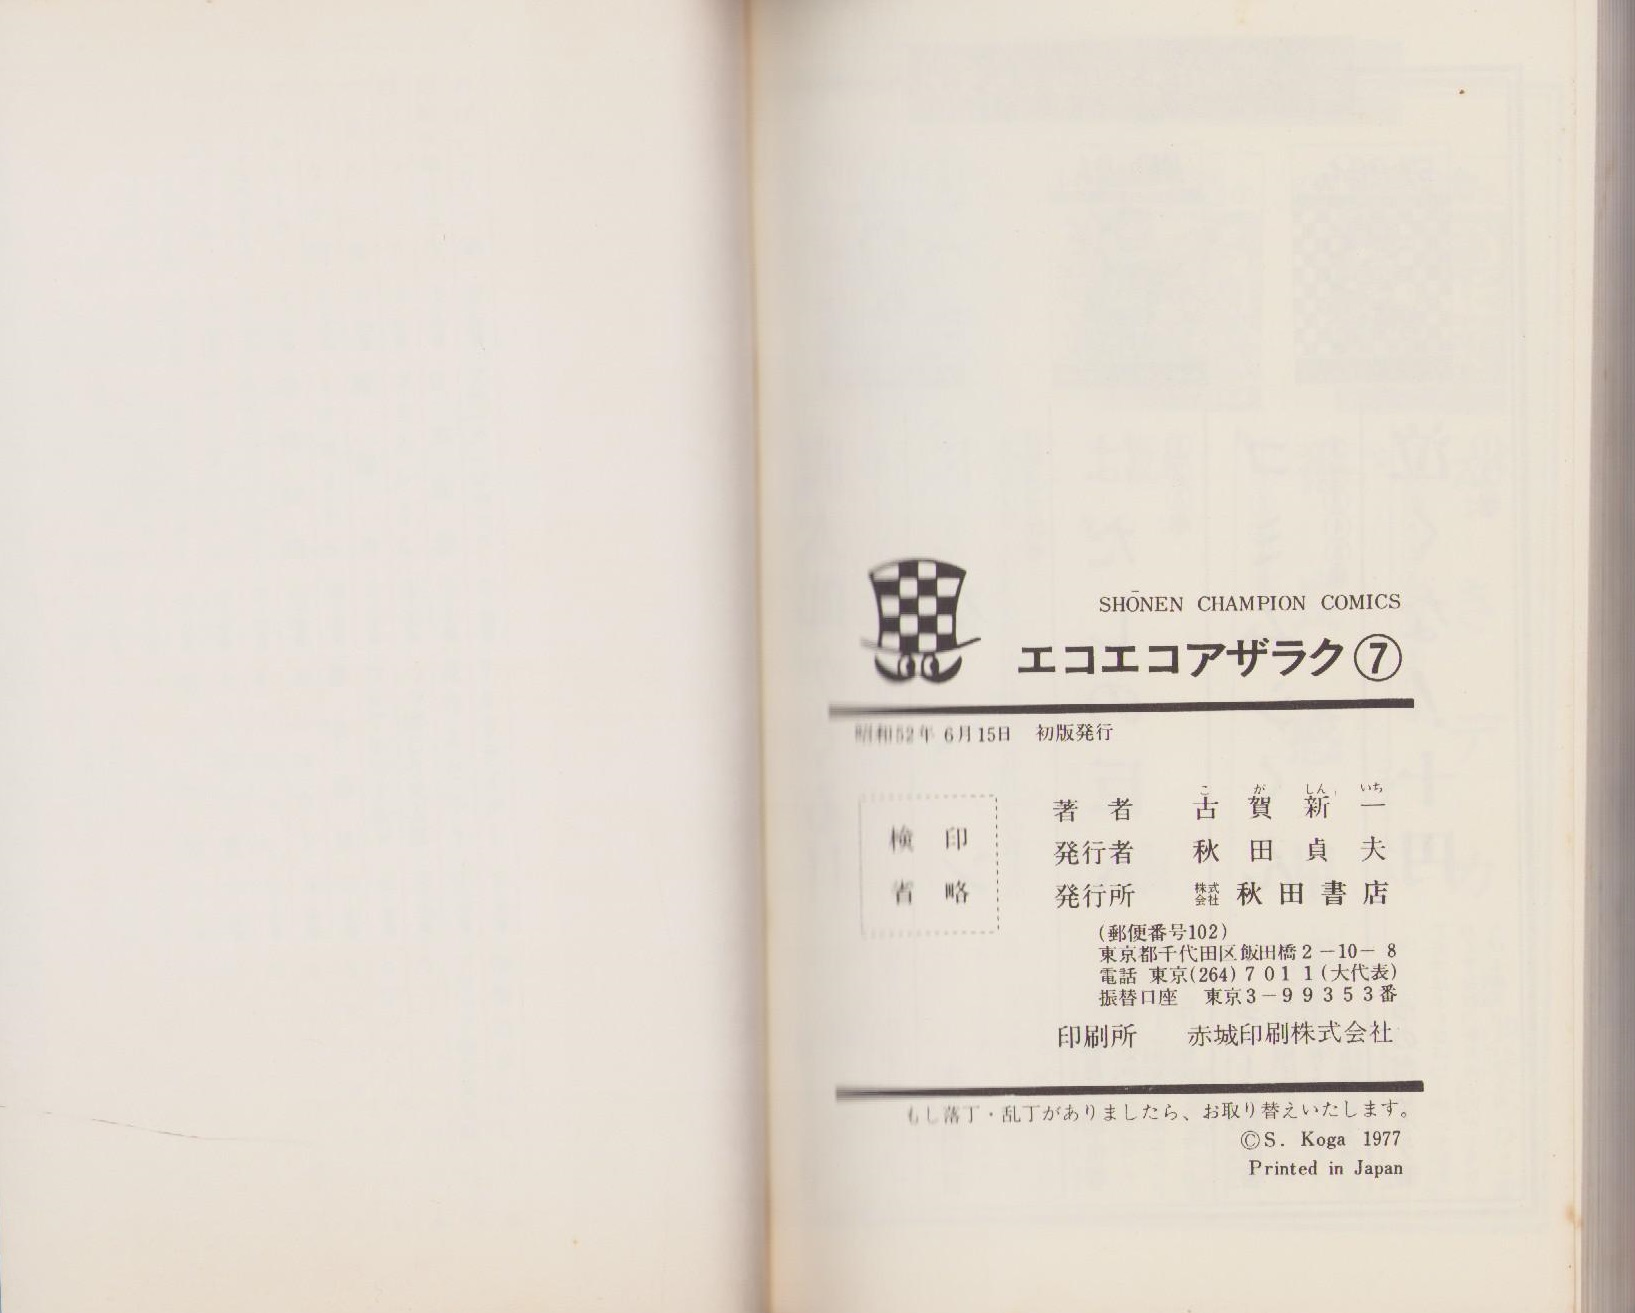 SHŌNEN CHAMPION COMICS
エコエコアザラク⑦
昭和52年 6月15日 初版発行
検印
省略
こ が しん いち
著者 古賀新一
発行者 秋田貞夫
発行所 株式会社 秋田書店
(郵便番号102)
東京都千代田区飯田橋2－10－8
電話 東京(264)7011(大代表)
振替口座 東京3－99353番
印刷所 赤城印刷株式会社
もし落丁・乱丁がありましたら、お取り替えいたします。
©S. Koga 1977
Printed in Japan